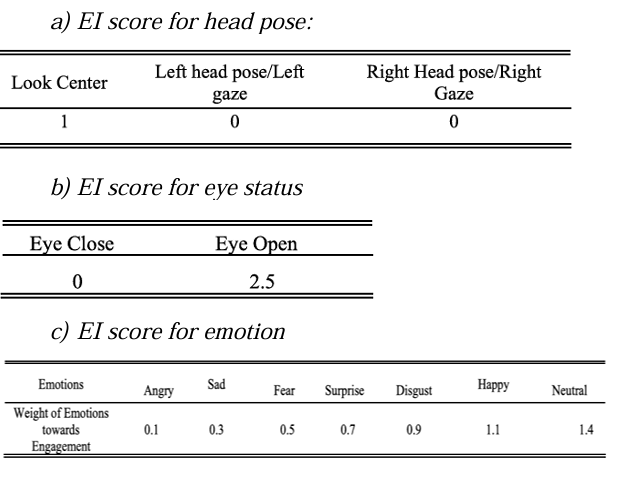 a) EI score for head pose:
Look Center Left head pose/Left gaze Right Head pose/Right Gaze
1 0 0
b) EI score for eye status
Eye Close Eye Open
0 2.5
c) EI score for emotion
Emotions Angry Sad Fear Surprise Disgust Happy Neutral
Weight of Emotions towards Engagement 0.1 0.3 0.5 0.7 0.9 1.1 1.4